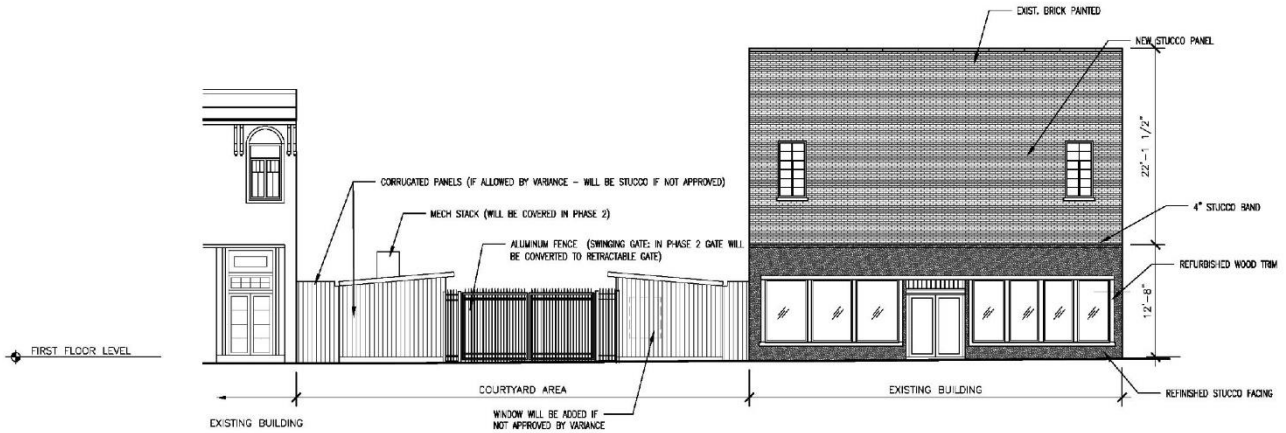 EXIST. BRICK PAINTED
NEW STUCCO PANEL
22'-1 1/2"
CORRUGATED PANELS (IF ALLOWED BY VARIANCE - WILL BE STUCCO IF NOT APPROVED)
MECH STACK (WILL BE COVERED IN PHASE 2)
4" STUCCO BAND
ALUMINUM FENCE (SWINGING GATE; IN PHASE 2 GATE WILL
BE CONVERTED TO RETRACTABLE GATE)
REFURBISHED WOOD TRIM
12'-8"
FIRST FLOOR LEVEL
COURTYARD AREA
EXISTING BUILDING
REFINISHED STUCCO FACING
WINDOW WILL BE ADDED IF
NOT APPROVED BY VARIANCE
EXISTING BUILDING